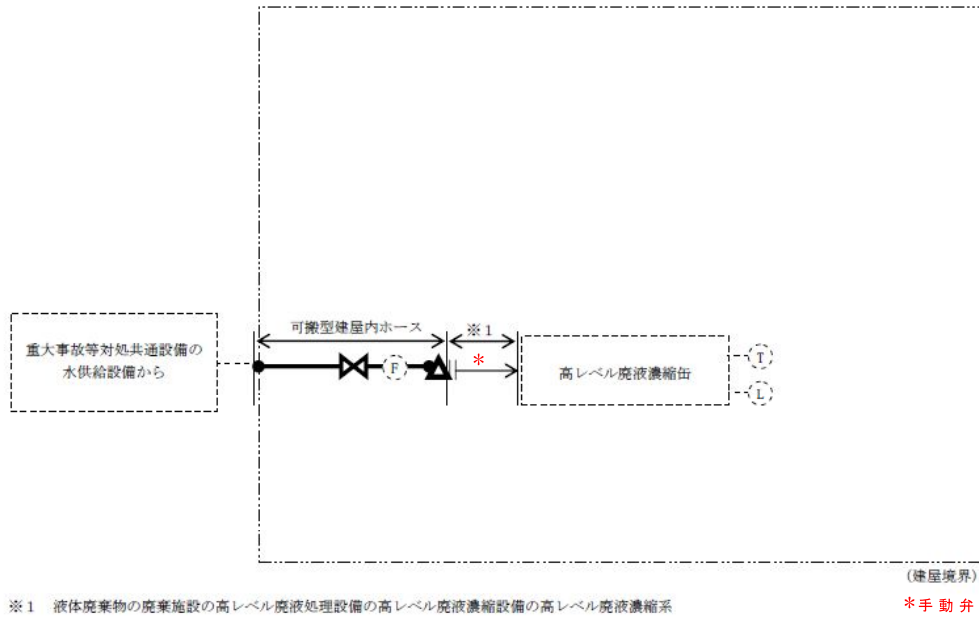 可搬型建屋内ホース
※1
重大事故等対処共通設備の
水供給設備から
F
*
高レベル廃液濃縮缶
T
L
(建屋境界)
※1 液体廃棄物の廃棄施設の高レベル廃液処理設備の高レベル廃液濃縮設備の高レベル廃液濃縮系
*手動弁